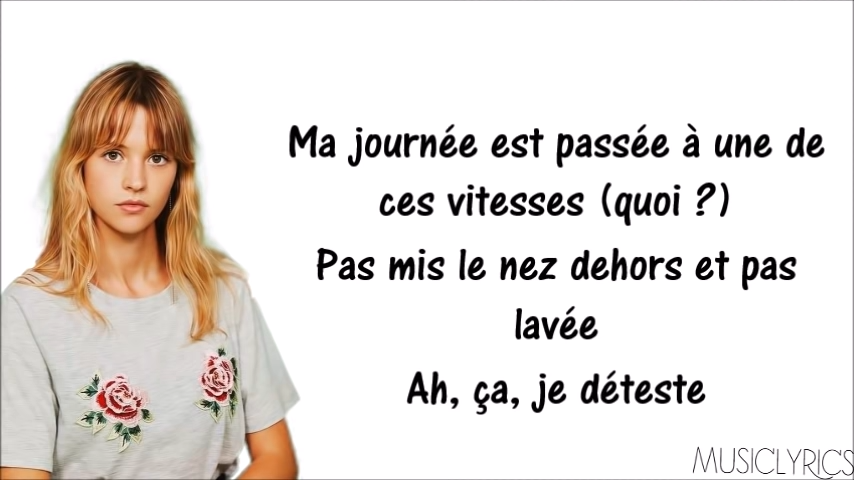 Ma journée est passée à une de
ces vitesses (quoi ?)
Pas mis le nez dehors et pas
lavée
Ah, ça, je déteste
MUSICLYRICS